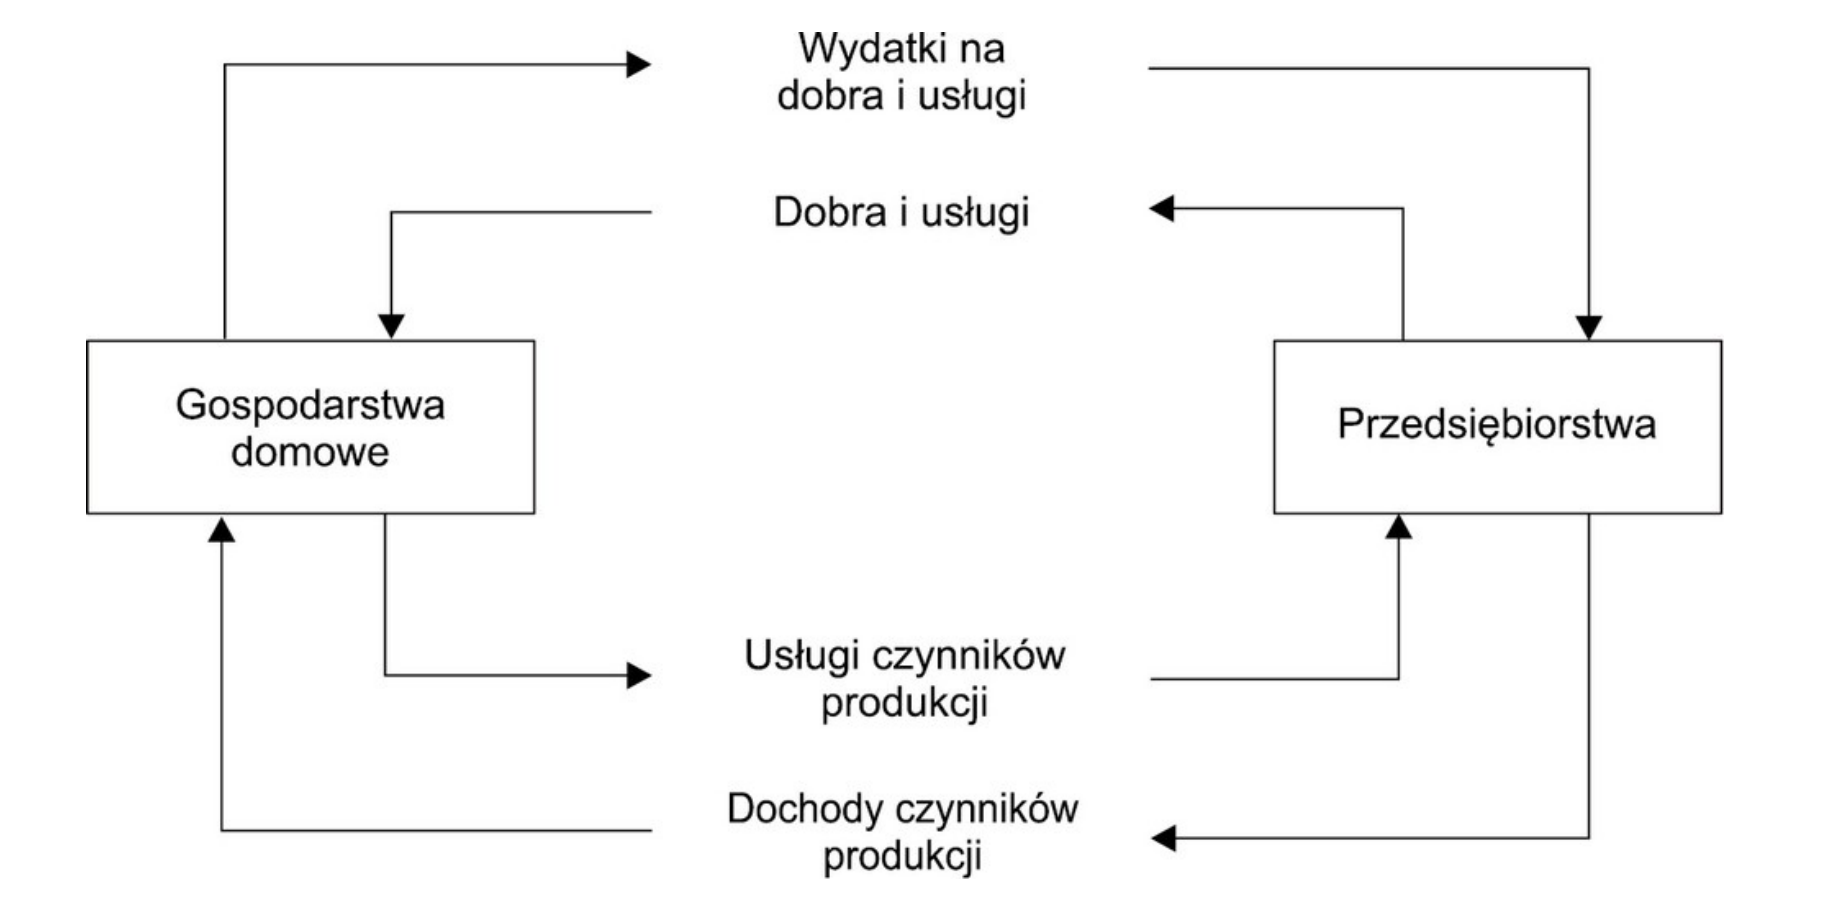 Wydatki na
dobra i usługi
Dobra i usługi
Gospodarstwa
domowe
Przedsiębiorstwa
Usługi czynników
produkcji
Dochody czynników
produkcji